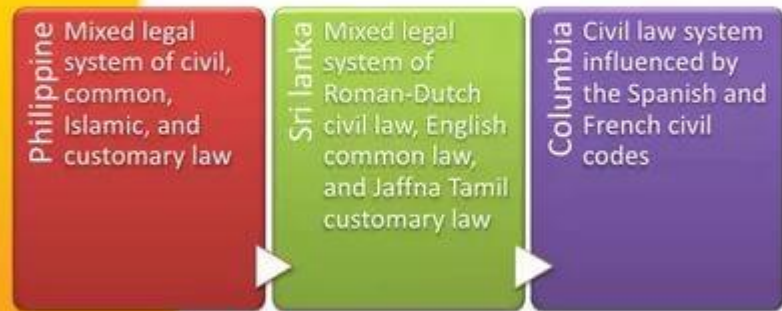 Philippine
Mixed legal
system of civil,
common,
Islamic, and
customary law
Sri lanka
Mixed legal
system of
Roman-Dutch
civil law, English
common law,
and Jaffna Tamil
customary law
Columbia
Civil law system
influenced by
the Spanish and
French civil
codes